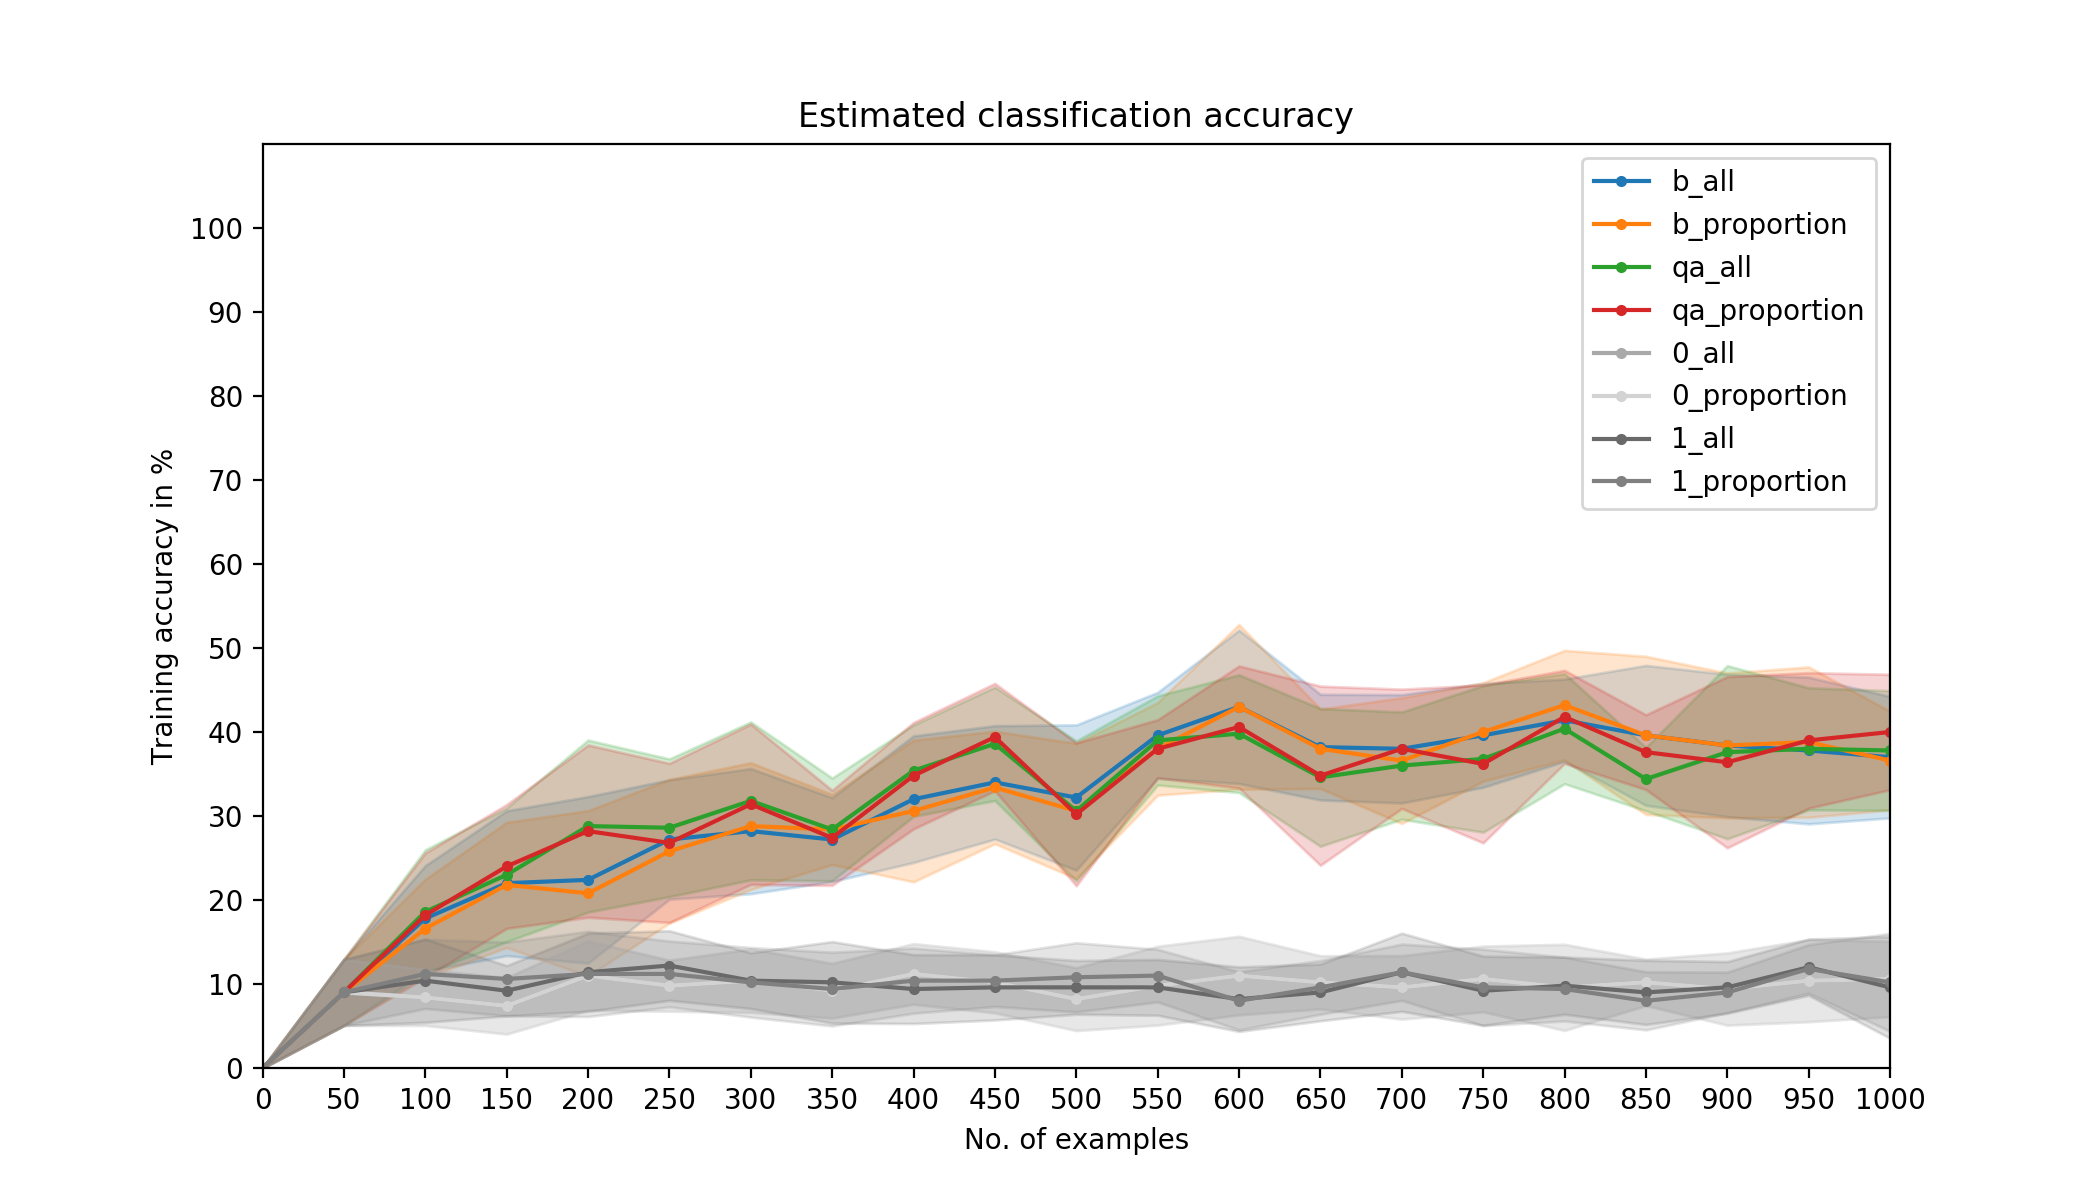 Estimated classification accuracy
b_all
b_proportion
qa_all
qa_proportion
0_all
0_proportion
1_all
1_proportion
Training accuracy in %
100
90
80
70
60
50
40
30
20
10
0
0 50 100 150 200 250 300 350 400 450 500 550 600 650 700 750 800 850 900 950 1000
No. of examples